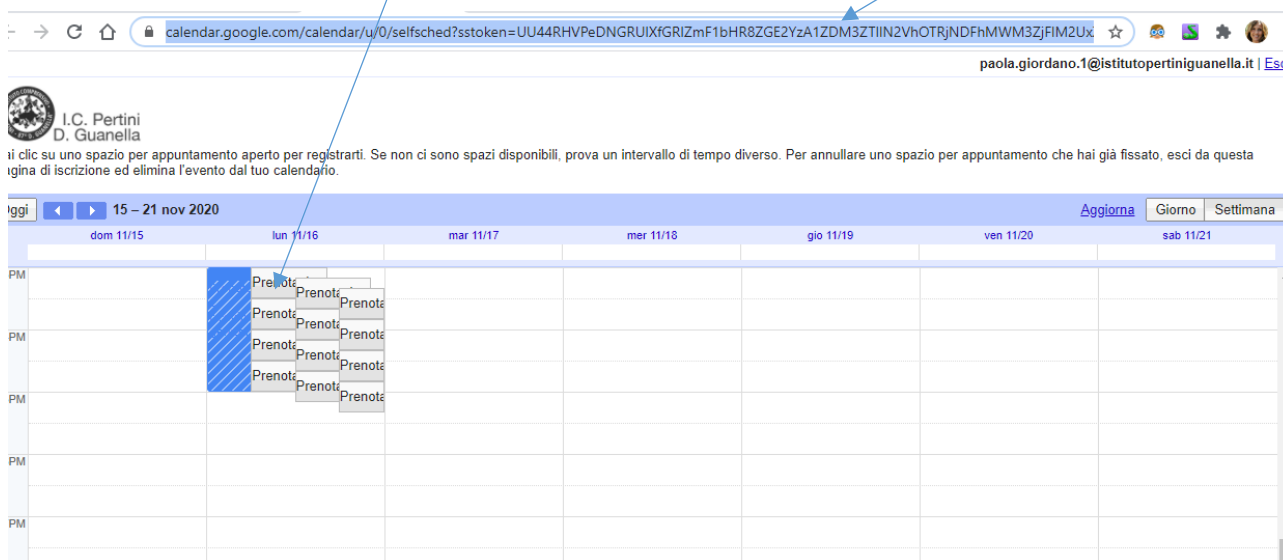 calendar.google.com/calendar/u/0/selfsched?sstoken=UU44RHVPeDNGRUlXfGRlZmF1bHR8ZGE2YzA1ZDM3ZTIlN2VhOTRjNDFhMWM3ZjFlM2Ux
paola.giordano.1@istitutopertiniguanella.it | Esc
I.C. Pertini
D. Guanella
ai clic su uno spazio per appuntamento aperto per registrarti. Se non ci sono spazi disponibili, prova un intervallo di tempo diverso. Per annullare uno spazio per appuntamento che hai già fissato, esci da questa
agina di iscrizione ed elimina l'evento dal tuo calendario.
Oggi 15 – 21 nov 2020 Aggiorna Giorno Settimana
dom 11/15 lun 11/16 mar 11/17 mer 11/18 gio 11/19 ven 11/20 sab 11/21
PM
Prenota
Prenota
Prenota
Prenota
Prenota
Prenota
PM
Prenota
Prenota
Prenota
Prenota
Prenota
Prenota
PM
PM
PM